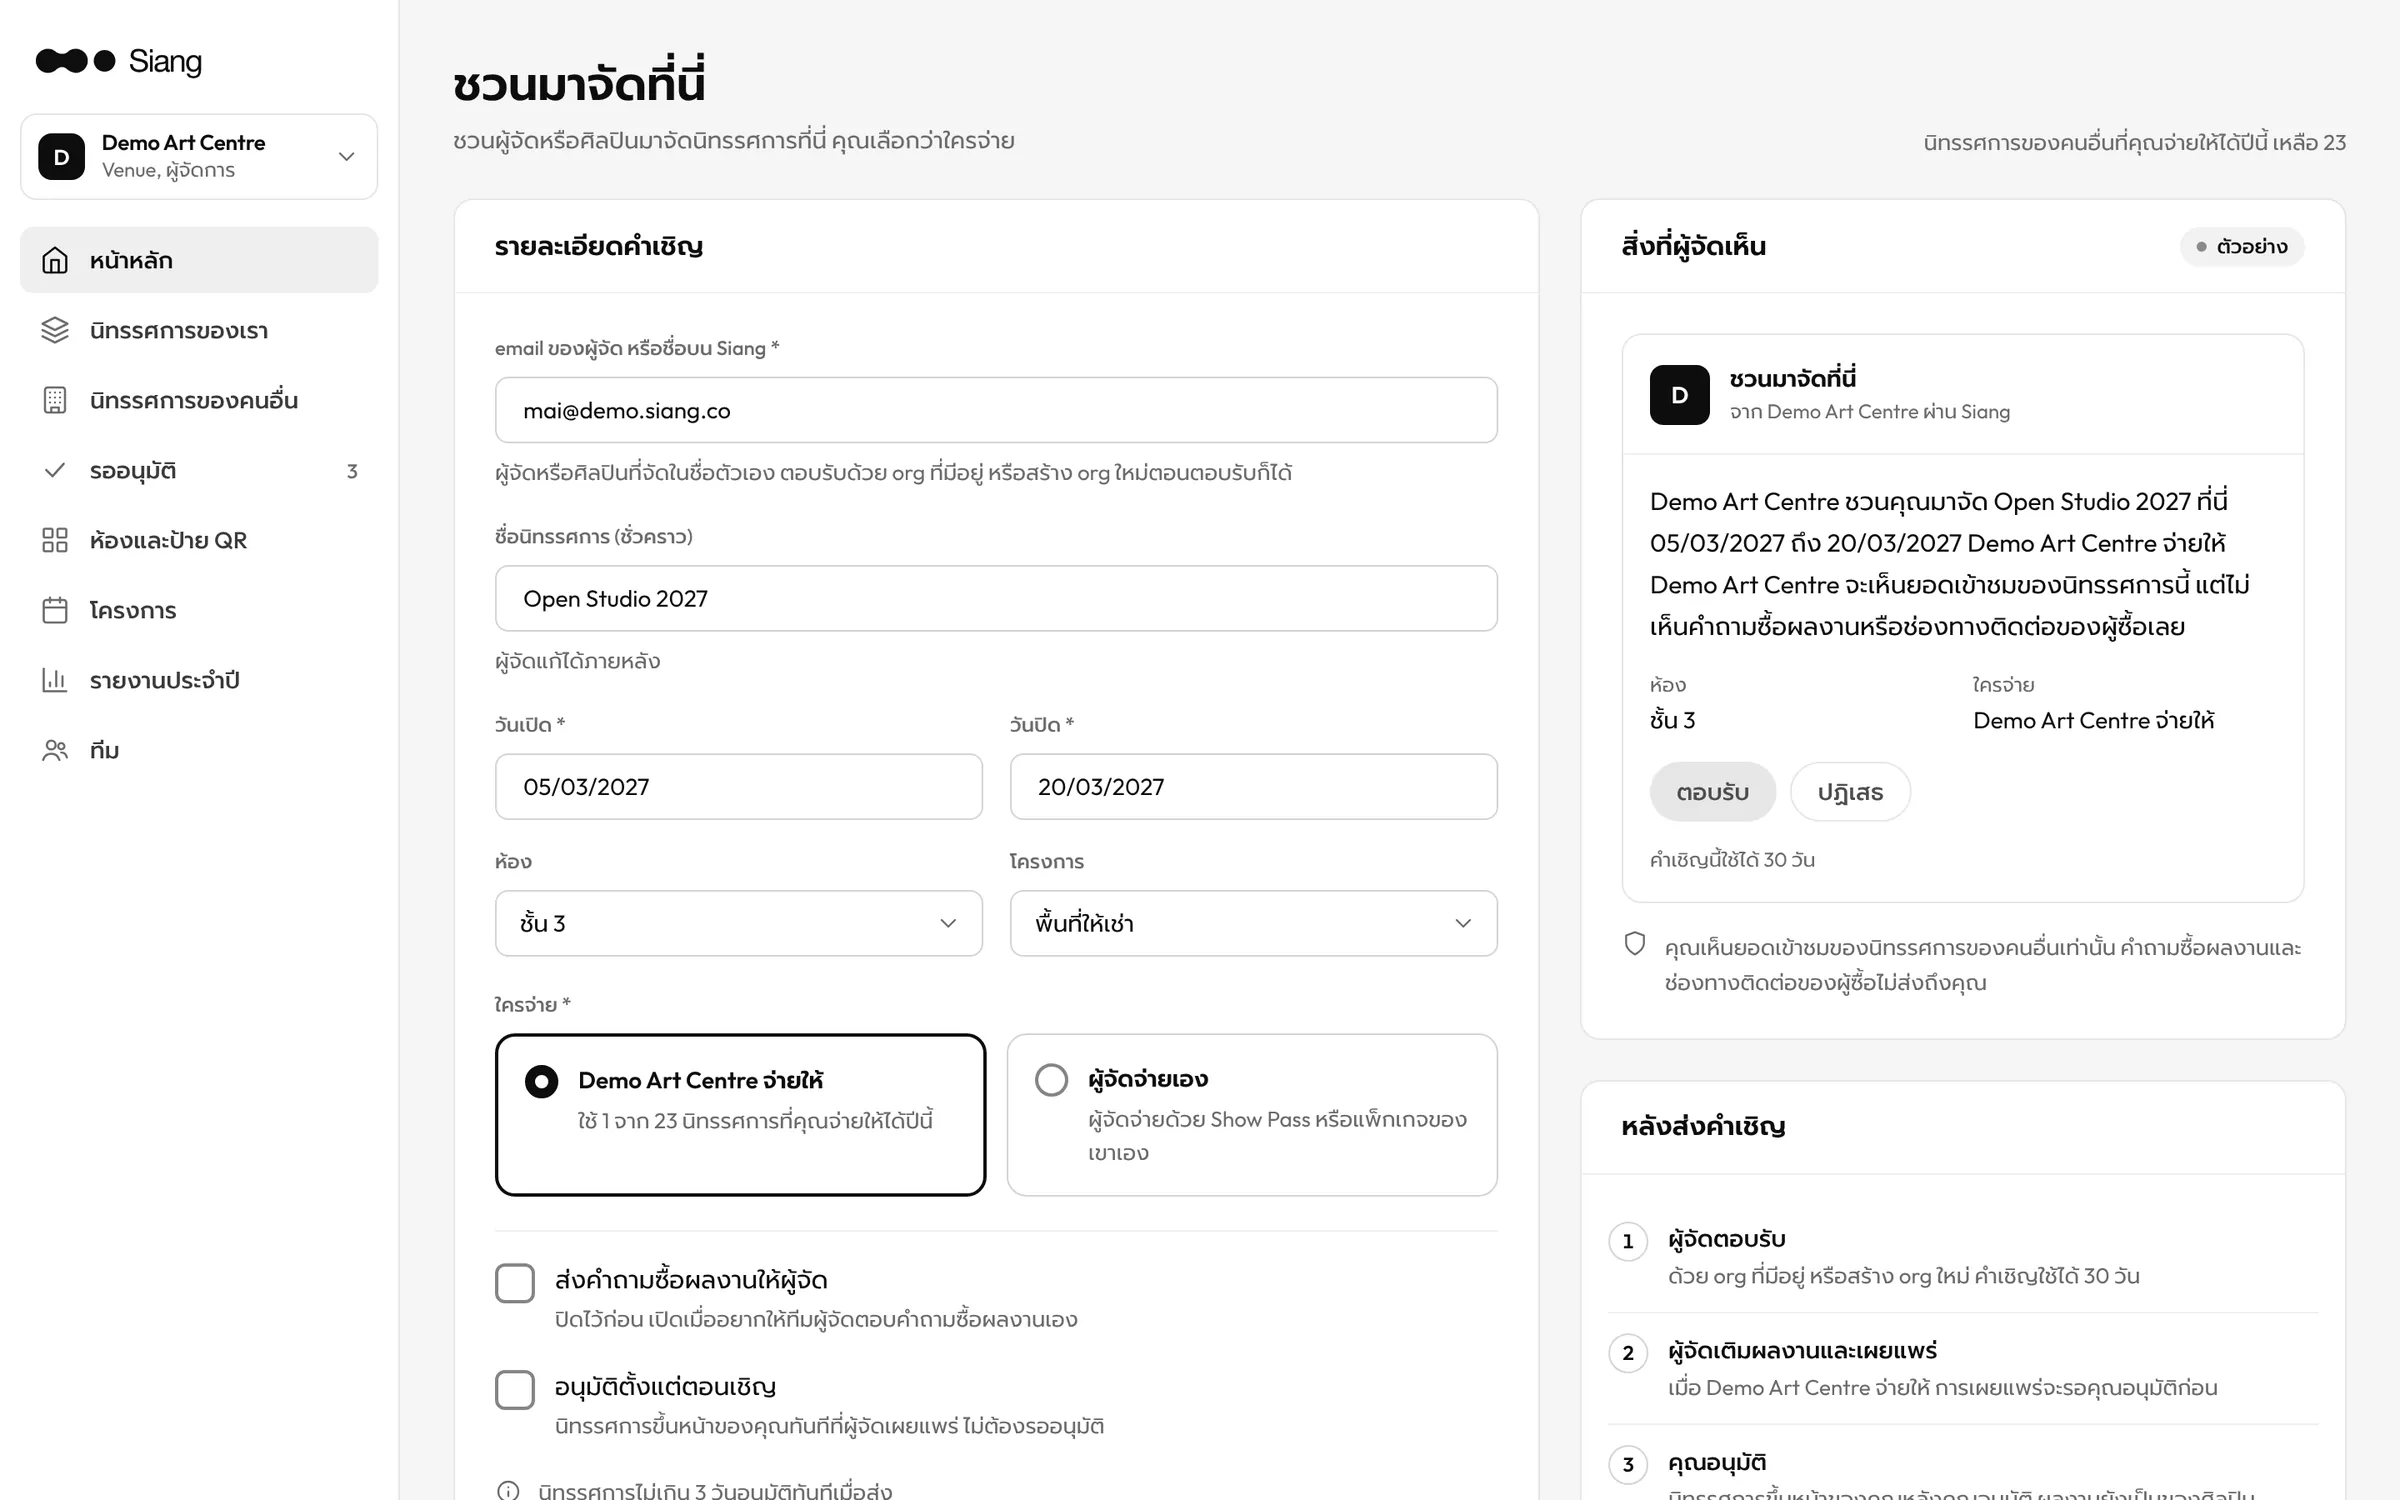 Siang
D
Demo Art Centre
Venue, ผู้จัดการ
หน้าหลัก
นิทรรศการของเรา
นิทรรศการของคนอื่น
รออนุมัติ 3
ห้องและป้าย QR
โครงการ
รายงานประจำปี
ทีม
ชวนมาจัดที่นี่
ชวนผู้จัดหรือศิลปินมาจัดนิทรรศการที่นี่ คุณเลือกว่าใครจ่าย
นิทรรศการของคนอื่นที่คุณจ่ายให้ได้ปีนี้ เหลือ 23
รายละเอียดคำเชิญ
email ของผู้จัด หรือชื่อบน Siang *
mai@demo.siang.co
ผู้จัดหรือศิลปินที่จัดในชื่อตัวเอง ตอบรับด้วย org ที่มีอยู่ หรือสร้าง org ใหม่ตอนตอบรับก็ได้
ชื่อนิทรรศการ (ชั่วคราว)
Open Studio 2027
ผู้จัดแก้ได้ภายหลัง
วันเปิด * วันปิด *
05/03/2027 20/03/2027
ห้อง โครงการ
ชั้น 3 พื้นที่ให้เช่า
ใครจ่าย *
Demo Art Centre จ่ายให้
ใช้ 1 จาก 23 นิทรรศการที่คุณจ่ายให้ได้ปีนี้
ผู้จัดจ่ายเอง
ผู้จัดจ่ายด้วย Show Pass หรือแพ็กเกจของ
เขาเอง
ส่งคำถามซื้อผลงานให้ผู้จัด
ปิดไว้ก่อน เปิดเมื่ออยากให้ทีมผู้จัดตอบคำถามซื้อผลงานเอง
อนุมัติตั้งแต่ตอนเชิญ
นิทรรศการขึ้นหน้าของคุณทันทีที่ผู้จัดเผยแพร่ ไม่ต้องรออนุมัติ
นิทรรศการไม่เกิน 3 วันอนุมัติทันทีเมื่อส่ง
สิ่งที่ผู้จัดเห็น
ตัวอย่าง
D
ชวนมาจัดที่นี่
จาก Demo Art Centre ผ่าน Siang
Demo Art Centre ชวนคุณมาจัด Open Studio 2027 ที่นี่
05/03/2027 ถึง 20/03/2027 Demo Art Centre จ่ายให้
Demo Art Centre จะเห็นยอดเข้าชมของนิทรรศการนี้ แต่ไม่
เห็นคำถามซื้อผลงานหรือช่องทางติดต่อของผู้ซื้อเลย
ห้อง ใครจ่าย
ชั้น 3 Demo Art Centre จ่ายให้
ตอบรับ ปฏิเสธ
คำเชิญนี้ใช้ได้ 30 วัน
คุณเห็นยอดเข้าชมของนิทรรศการของคนอื่นเท่านั้น คำถามซื้อผลงานและ
ช่องทางติดต่อของผู้ซื้อไม่ส่งถึงคุณ
หลังส่งคำเชิญ
1 ผู้จัดตอบรับ
ด้วย org ที่มีอยู่ หรือสร้าง org ใหม่ คำเชิญใช้ได้ 30 วัน
2 ผู้จัดเติมผลงานและเผยแพร่
เมื่อ Demo Art Centre จ่ายให้ การเผยแพร่จะรอคุณอนุมัติก่อน
3 คุณอนุมัติ
นิทรรศการขึ้นหน้าของคุณหลังคุณอนุมัติ ผลงานยังเป็นของศิลปิน